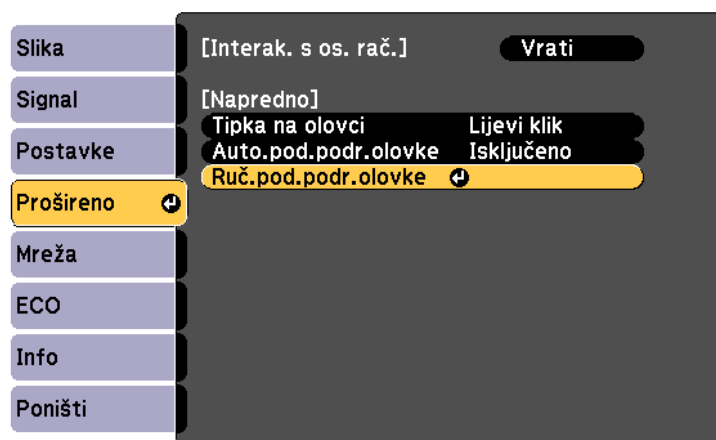 Slika
Signal
Postavke
Prošireno
Mreža
ECO
Info
Poništi
[Interak. s os. rač.] Vrati
[Napredno]
Tipka na olovci Lijevi klik
Auto.pod.podr.olovke Isključeno
Ruč.pod.podr.olovke